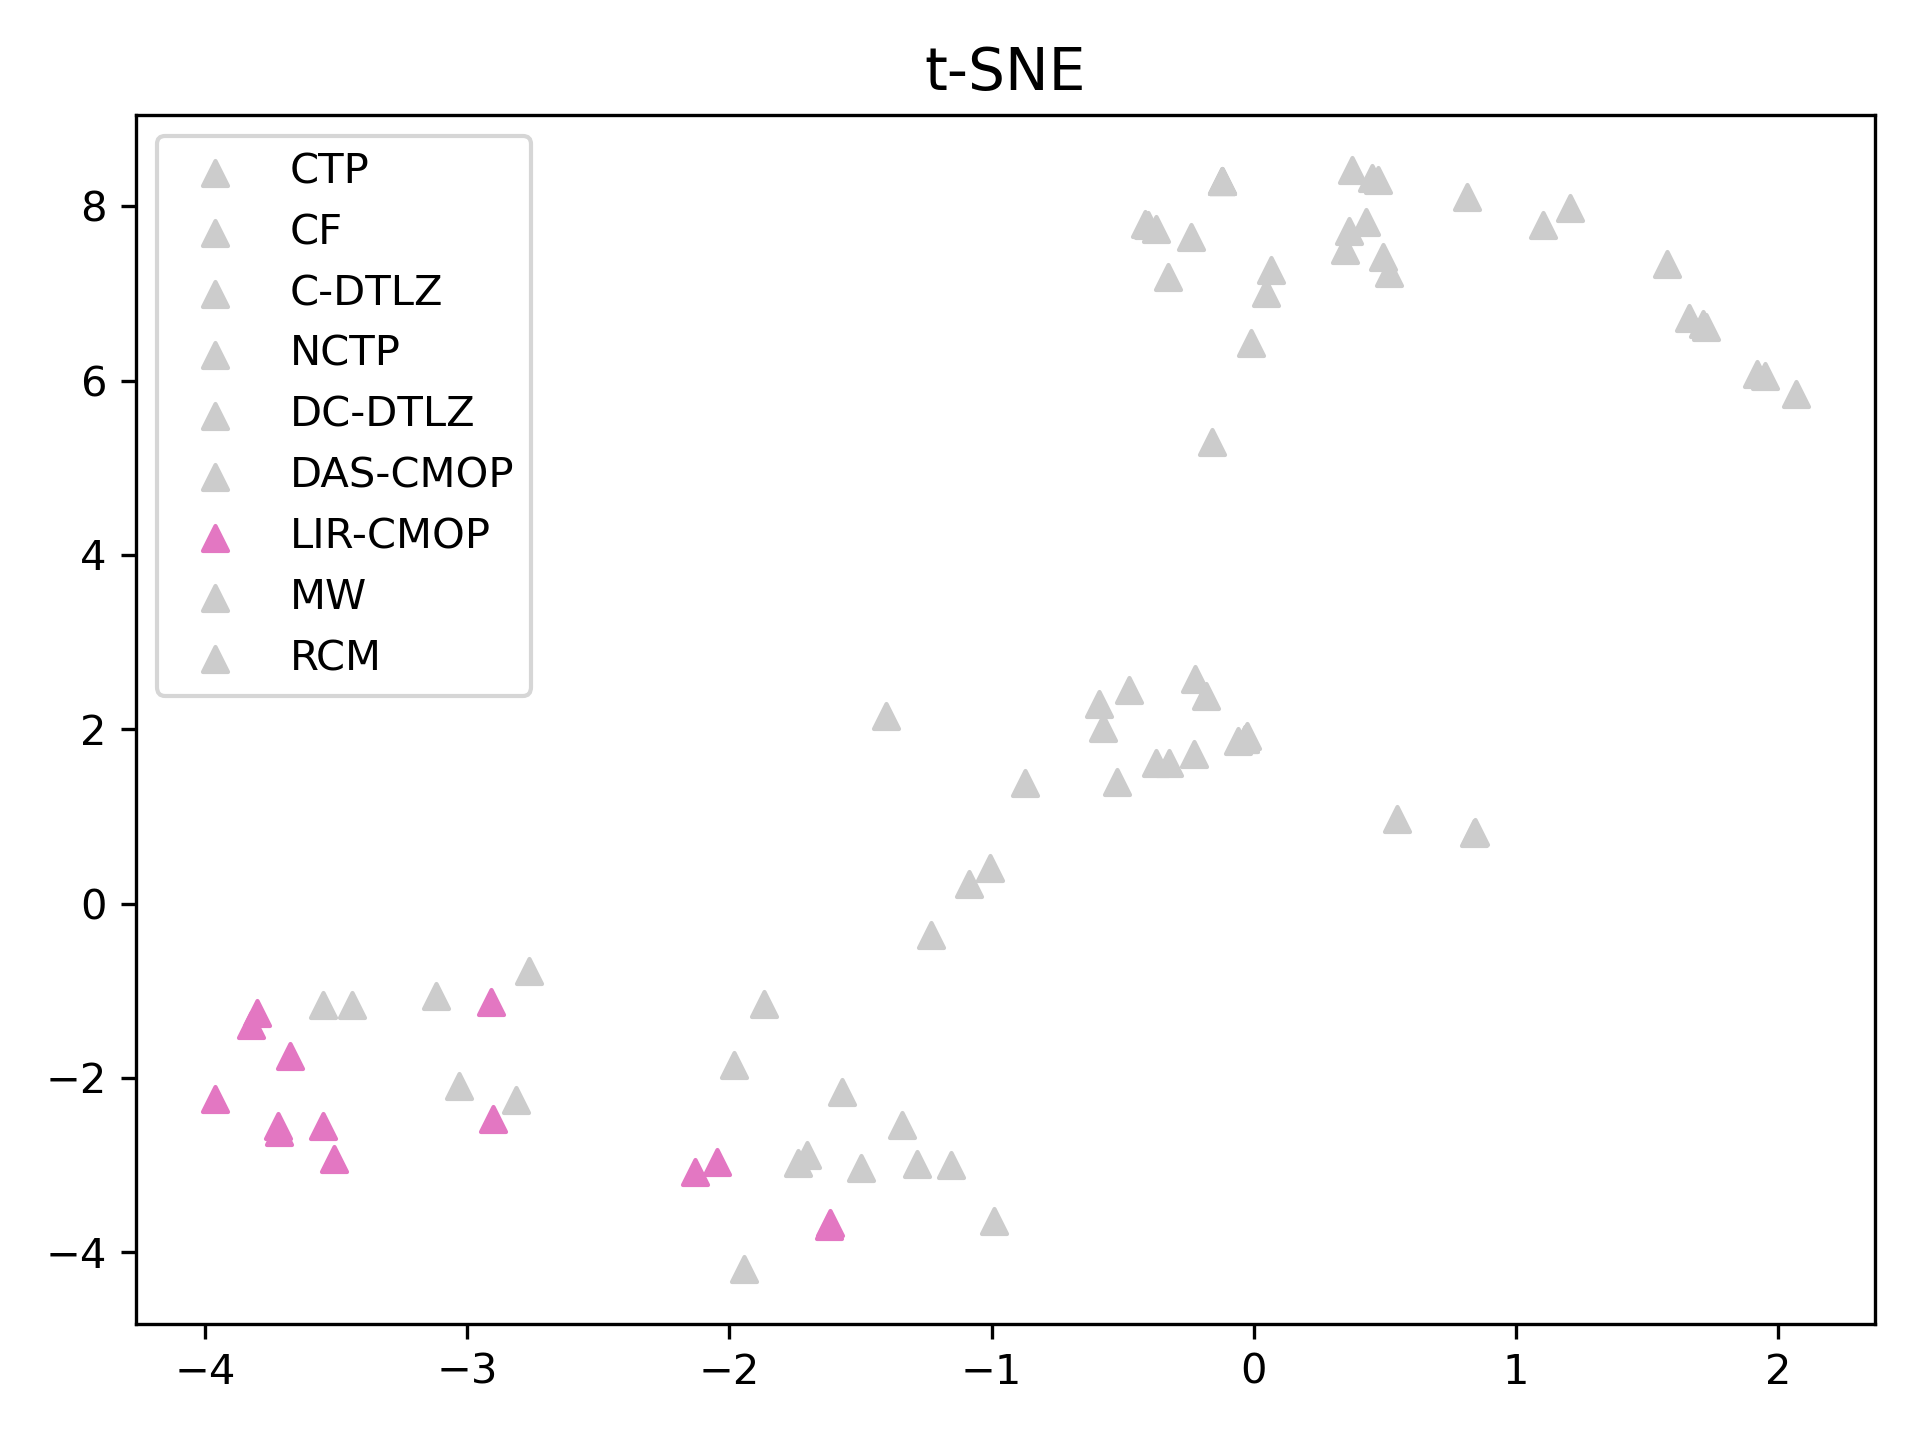 t-SNE
CTP
CF
C-DTLZ
NCTP
DC-DTLZ
DAS-CMOP
LIR-CMOP
MW
RCM
8
6
4
2
0
−2
−4
−4 −3 −2 −1 0 1 2